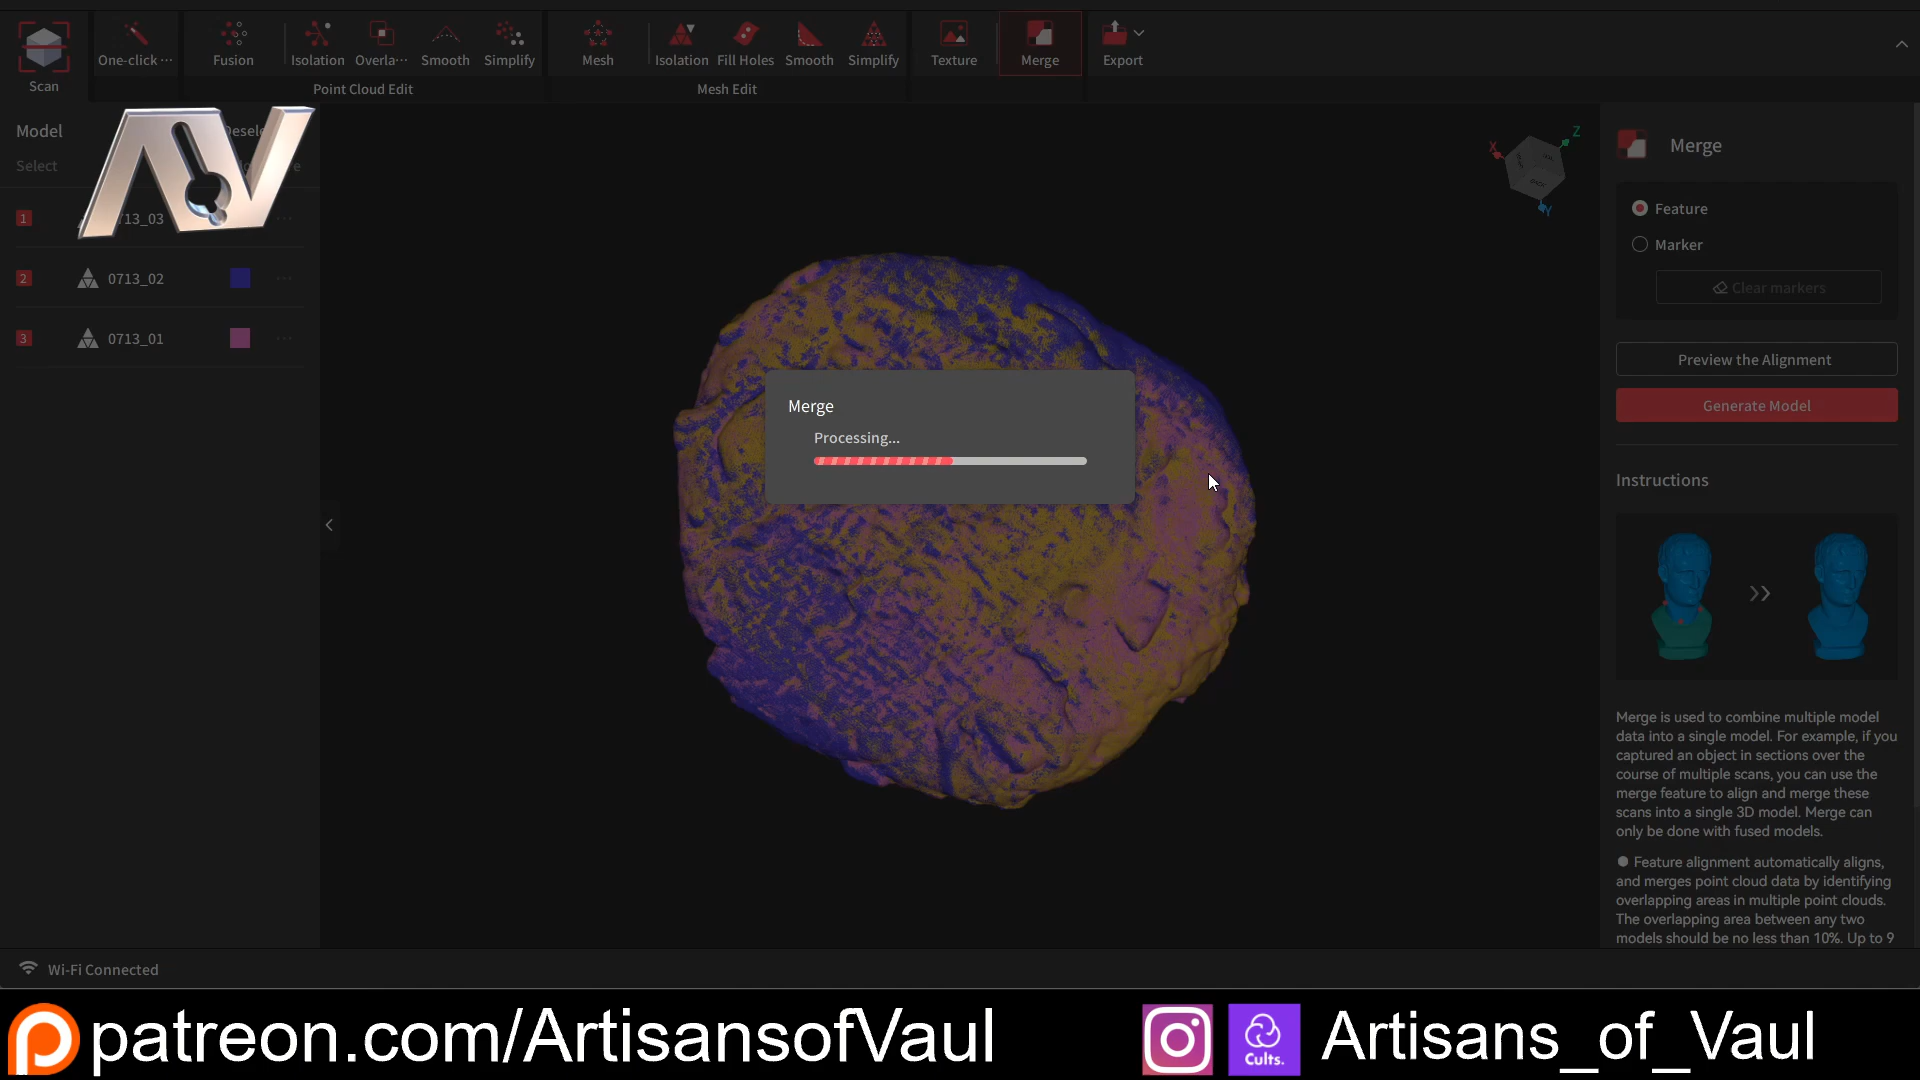 Scan
One-click ···
Fusion
Isolation
Overla···
Smooth
Simplify
Point Cloud Edit
Mesh
Isolation
Fill Holes
Smooth
Simplify
Mesh Edit
Texture
Merge
Export
Model
Select
1
13_03
2
0713_02
3
0713_01
X
Z
Y
Merge
Processing...
Merge
Feature
Marker
Clear markers
Preview the Alignment
Generate Model
Instructions
Merge is used to combine multiple model
data into a single model. For example, if you
captured an object in sections over the
course of multiple scans, you can use the
merge feature to align and merge these
scans into a single 3D model. Merge can
only be done with fused models.
● Feature alignment automatically aligns,
and merges point cloud data by identifying
overlapping areas in multiple point clouds.
The overlapping area between any two
models should be no less than 10%. Up to 9
Wi-Fi Connected
patreon.com/ArtisansofVaul
Cults.
Artisans_of_Vaul